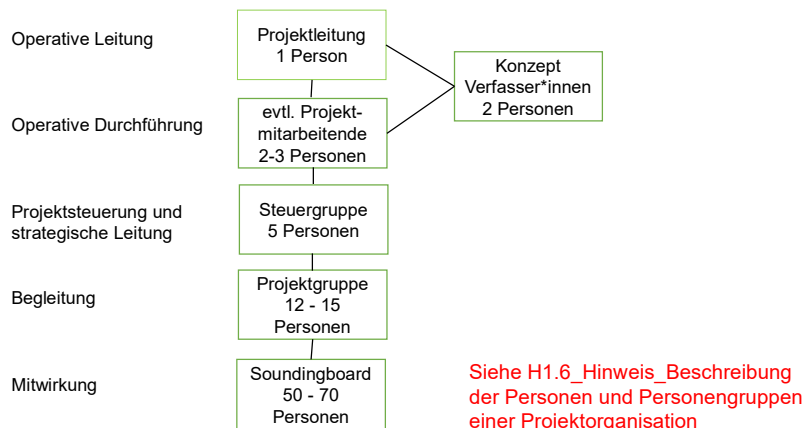 Operative Leitung
Projektleitung
1 Person
Konzept
Verfasser*innen
2 Personen
Operative Durchführung
evtl. Projekt-
mitarbeitende
2-3 Personen
Projektsteuerung und
strategische Leitung
Steuergruppe
5 Personen
Begleitung
Projektgruppe
12 - 15
Personen
Mitwirkung
Soundingboard
50 - 70
Personen
Siehe H1.6_Hinweis_Beschreibung
der Personen und Personengruppen
einer Projektorganisation